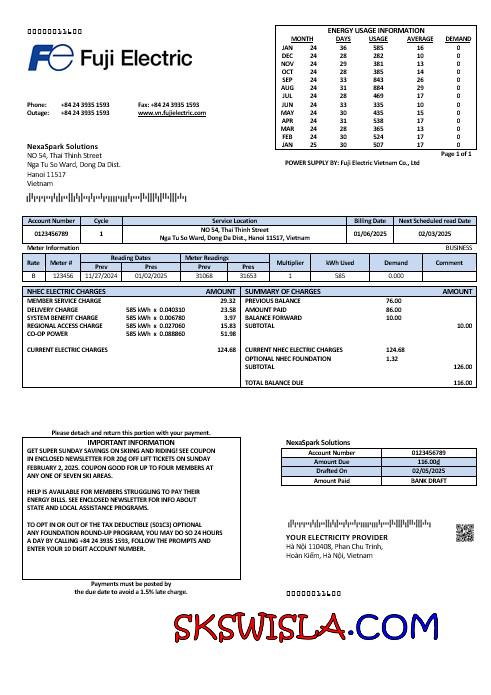 000000116.00
Fe Fuji Electric
Phone: +84 24 3935 1593 Fax: +84 24 3935 1593
Outage: +84 24 3935 1593 www.vn.fujielectric.com
NexaSpark Solutions
NO 54, Thai Thinh Street
Nga Tu So Ward, Dong Da Dist.
Hanoi 11517
Vietnam
ENERGY USAGE INFORMATION
MONTH DAYS USAGE AVERAGE DEMAND
JAN 24 36 585 16 0
DEC 24 28 282 10 0
NOV 24 29 381 13 0
OCT 24 28 385 14 0
SEP 24 33 843 26 0
AUG 24 31 884 29 0
JUL 24 28 469 17 0
JUN 24 33 335 10 0
MAY 24 30 435 15 0
APR 24 31 538 17 0
MAR 24 28 365 13 0
FEB 24 30 524 17 0
JAN 25 30 507 17 0
Page 1 of 1
POWER SUPPLY BY: Fuji Electric Vietnam Co., Ltd
Account Number Cycle Service Location Billing Date Next Scheduled read Date
0123456789 1 NO 54, Thai Thinh Street 01/06/2025 02/03/2025
Nga Tu So Ward, Dong Da Dist., Hanoi 11517, Vietnam
Meter Information BUSINESS
Rate Meter # Reading Dates Meter Readings Multiplier kWh Used Demand Comment
Prev Pres Prev Pres
B 123456 11/27/2024 01/02/2025 31068 31653 1 585 0.000
NHEC ELECTRIC CHARGES AMOUNT
MEMBER SERVICE CHARGE 29.32
DELIVERY CHARGE 585 kWh x 0.040310 23.58
SYSTEM BENEFIT CHARGE 585 kWh x 0.006780 3.97
REGIONAL ACCESS CHARGE 585 kWh x 0.027060 15.83
CO-OP POWER 585 kWh x 0.088860 51.98
CURRENT ELECTRIC CHARGES 124.68
SUMMARY OF CHARGES AMOUNT
PREVIOUS BALANCE 76.00
AMOUNT PAID 86.00
BALANCE FORWARD 10.00
SUBTOTAL 10.00
CURRENT NHEC ELECTRIC CHARGES 124.68
OPTIONAL NHEC FOUNDATION 1.32
SUBTOTAL 126.00
TOTAL BALANCE DUE 116.00
Please detach and return this portion with your payment.
IMPORTANT INFORMATION
GET SUPER SUNDAY SAVINGS ON SKIING AND RIDING! SEE COUPON
IN ENCLOSED NEWSLETTER FOR 20₫ OFF LIFT TICKETS ON SUNDAY
FEBRUARY 2, 2025. COUPON GOOD FOR UP TO FOUR MEMBERS AT
ANY ONE OF SEVEN SKI AREAS.
HELP IS AVAILABLE FOR MEMBERS STRUGGLING TO PAY THEIR
ENERGY BILLS. SEE ENCLOSED NEWSLETTER FOR INFO ABOUT
STATE AND LOCAL ASSISTANCE PROGRAMS.
TO OPT IN OR OUT OF THE TAX DEDUCTIBLE (501C3) OPTIONAL
ANY FOUNDATION ROUND-UP PROGRAM, YOU MAY DO SO 24 HOURS
A DAY BY CALLING +84 24 3935 1593, FOLLOW THE PROMPTS AND
ENTER YOUR 10 DIGIT ACCOUNT NUMBER.
Payments must be posted by
the due date to avoid a 1.5% late charge.
NexaSpark Solutions
Account Number 0123456789
Amount Due 116.00₫
Drafted On 02/05/2025
Amount Paid BANK DRAFT
YOUR ELECTRICITY PROVIDER
Hà Nội 110408, Phan Chu Trinh,
Hoàn Kiếm, Hà Nội, Vietnam
000000116.00
SKSWISLA.COM